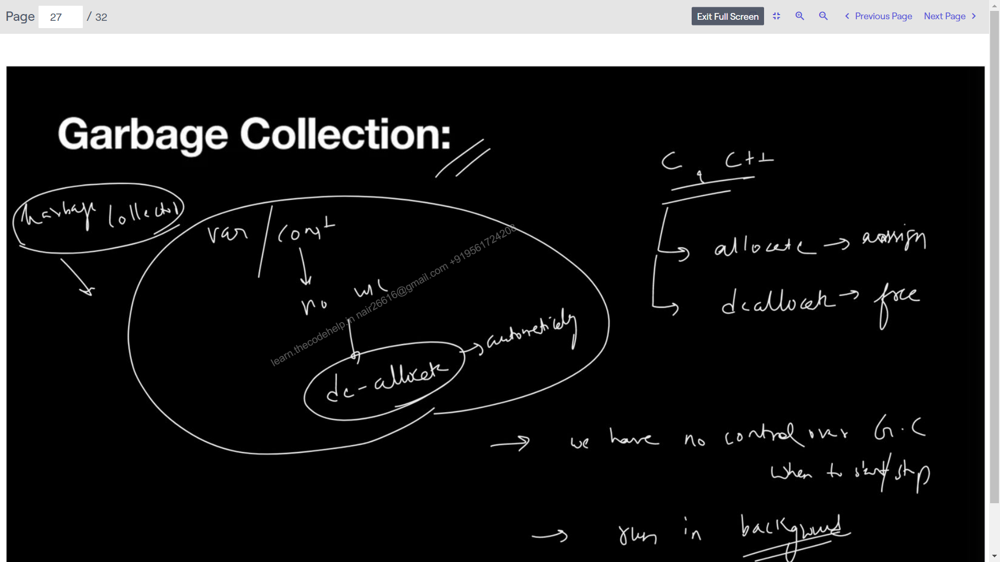 Page 27 / 32 Exit Full Screen Previous Page Next Page
Garbage Collection:
C, C++
Garbage Collector
var / const
allocate → assign
no use
deallocate → free
de-allocate → automatically
learn.thecodehelp.in nair26616@gmail.com +919561724208
→ we have no control over G.C
when to start/stop
→ run in background